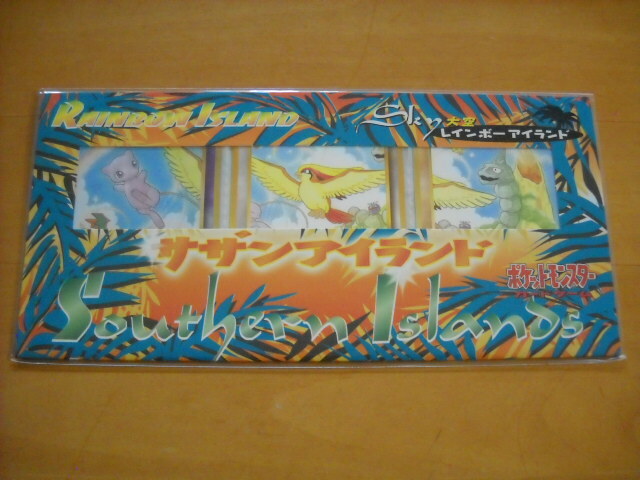 RAINBOW ISLAND
Sky 大空
レインボーアイランド
サザンアイランド
ポケットモンスター
Southern Islands